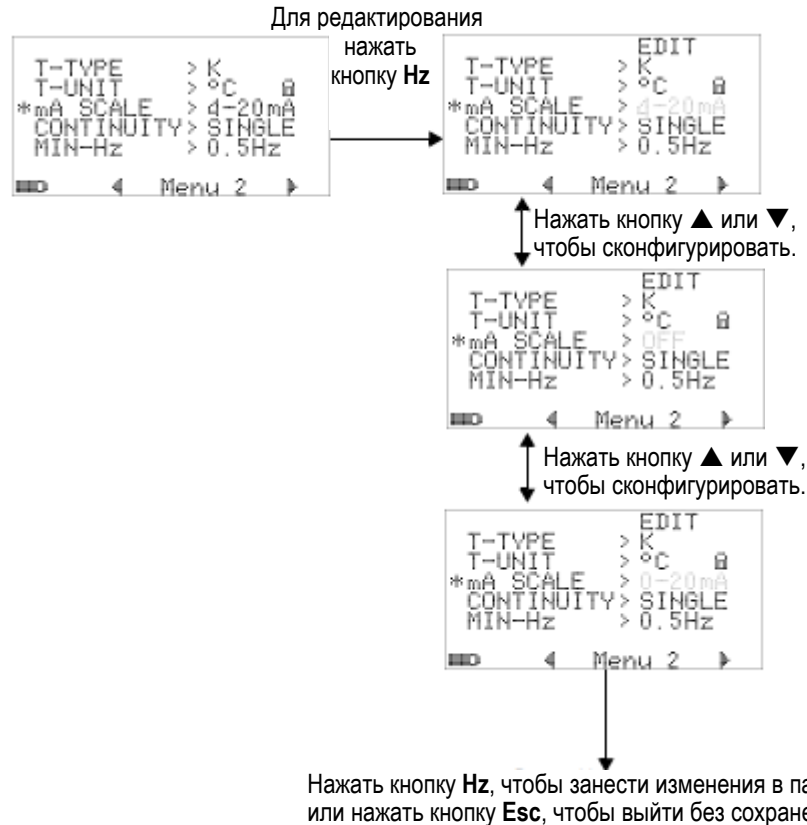 Для редактирования
нажать
кнопку Hz
T-TYPE > K
T-UNIT > °C
*mA SCALE > 4-20mA
CONTINUITY> SINGLE
MIN-Hz > 0.5Hz
Menu 2
EDIT
T-TYPE > K
T-UNIT > °C
*mA SCALE > 4-20mA
CONTINUITY> SINGLE
MIN-Hz > 0.5Hz
Menu 2
Нажать кнопку ▲ или ▼,
чтобы сконфигурировать.
EDIT
T-TYPE > K
T-UNIT > °C
*mA SCALE > OFF
CONTINUITY> SINGLE
MIN-Hz > 0.5Hz
Menu 2
Нажать кнопку ▲ или ▼,
чтобы сконфигурировать.
EDIT
T-TYPE > K
T-UNIT > °C
*mA SCALE > 0-20mA
CONTINUITY> SINGLE
MIN-Hz > 0.5Hz
Menu 2
Нажать кнопку Hz, чтобы занести изменения в
или нажать кнопку Esc, чтобы выйти без